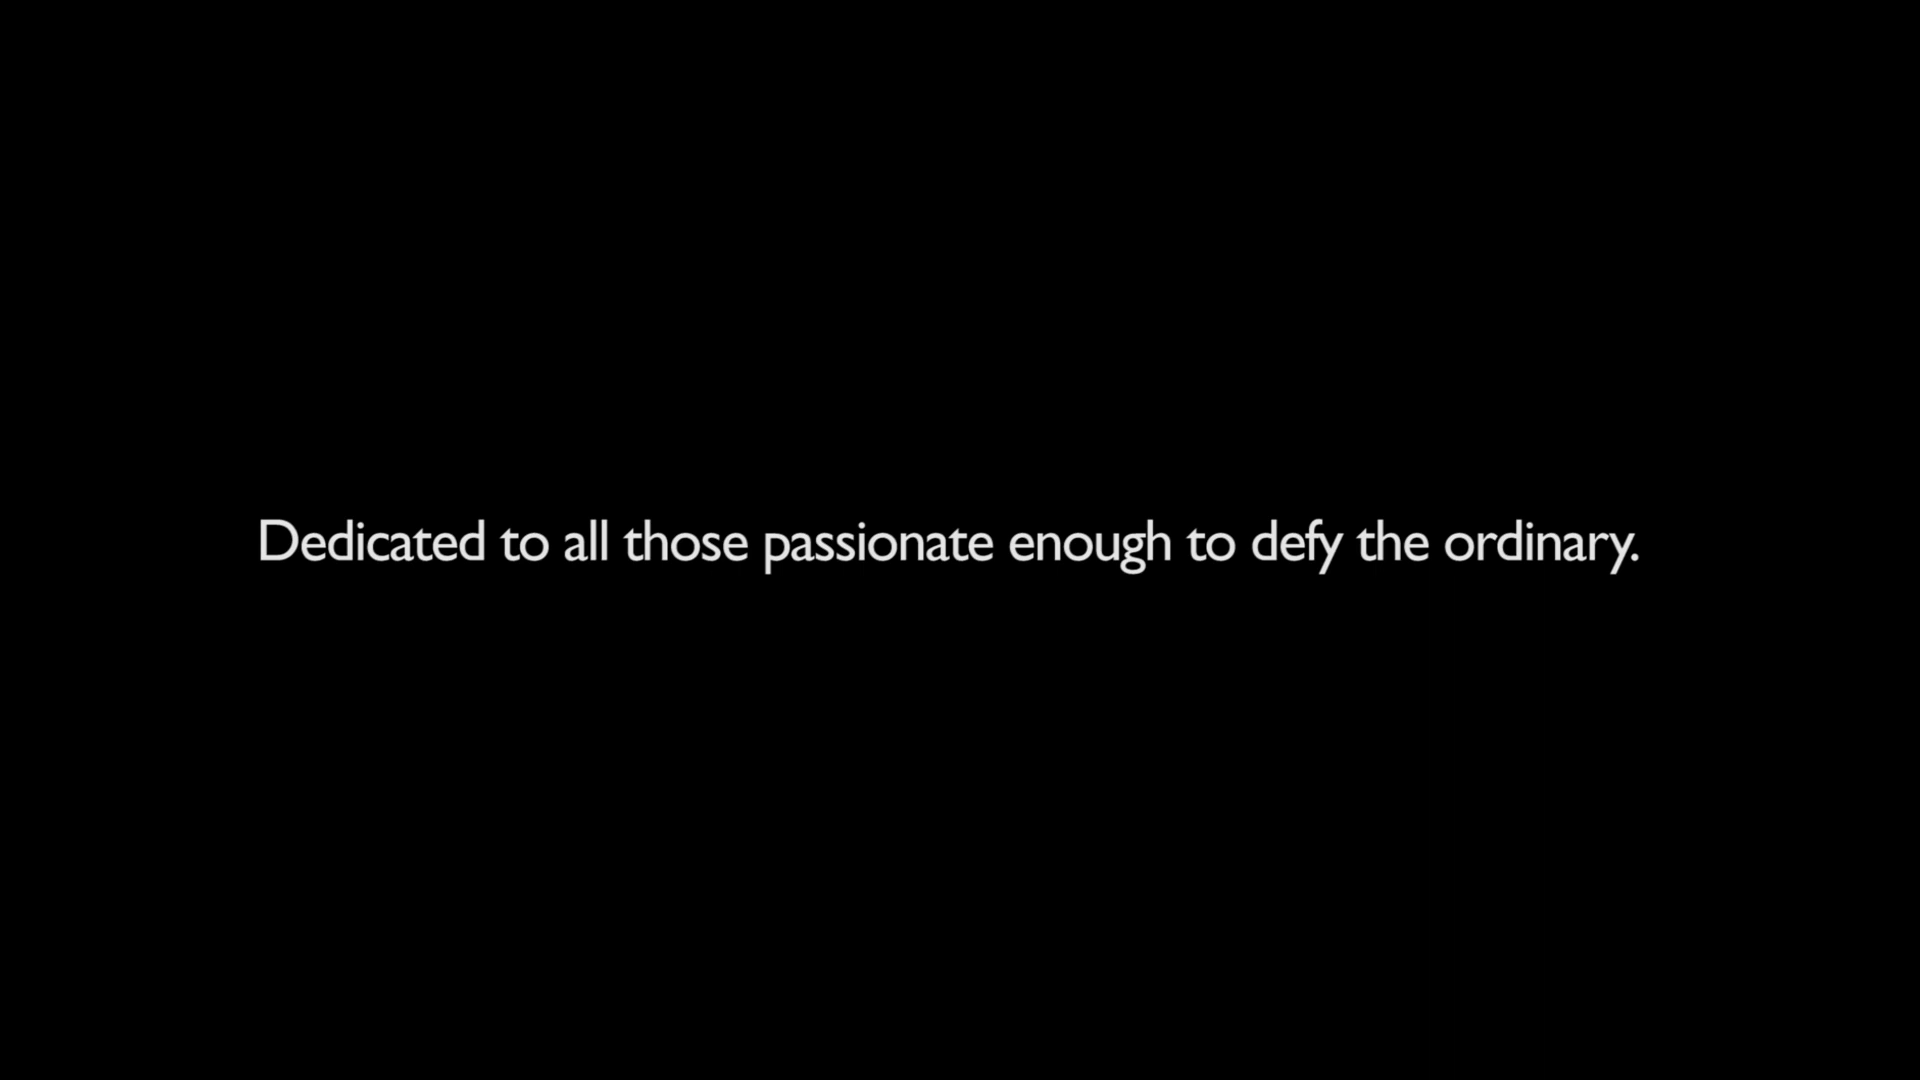 Dedicated to all those passionate enough to defy the ordinary.